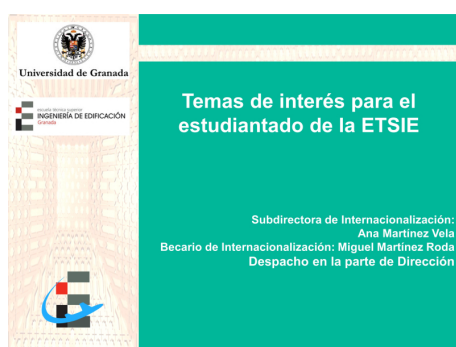 Universidad de Granada
escuela técnica superior
INGENIERÍA DE EDIFICACIÓN
Granada
Temas de interés para el
estudiantado de la ETSIE
Subdirectora de Internacionalización:
Ana Martínez Vela
Becario de Internacionalización: Miguel Martínez Roda
Despacho en la parte de Dirección